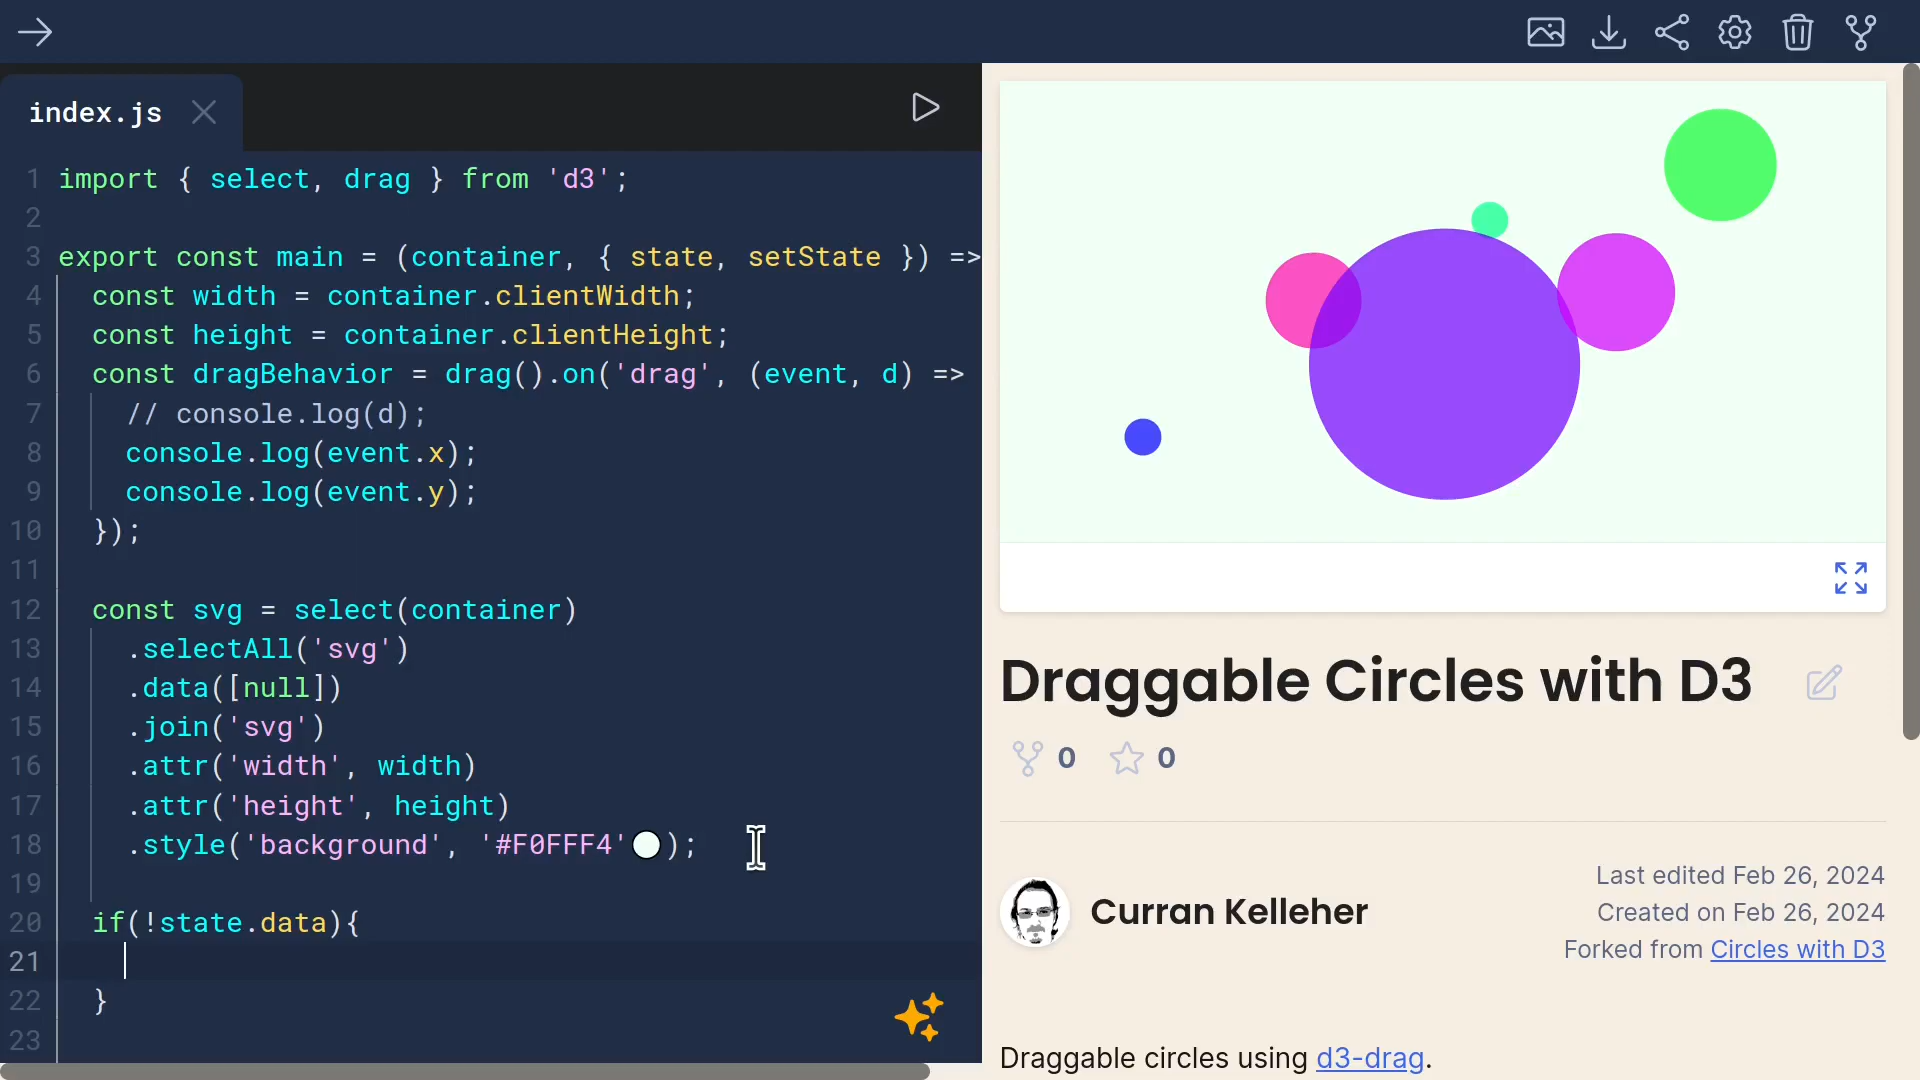 index.js
1 import { select, drag } from 'd3';
2
3 export const main = (container, { state, setState }) =>
4 const width = container.clientWidth;
5 const height = container.clientHeight;
6 const dragBehavior = drag().on('drag', (event, d) =>
7 // console.log(d);
8 console.log(event.x);
9 console.log(event.y);
10 });
11
12 const svg = select(container)
13 .selectAll('svg')
14 .data([null])
15 .join('svg')
16 .attr('width', width)
17 .attr('height', height)
18 .style('background', '#F0FFF4');
19
20 if(!state.data){
21
22 }
23
Draggable Circles with D3
0 0
Curran Kelleher
Last edited Feb 26, 2024
Created on Feb 26, 2024
Forked from Circles with D3
Draggable circles using d3-drag.